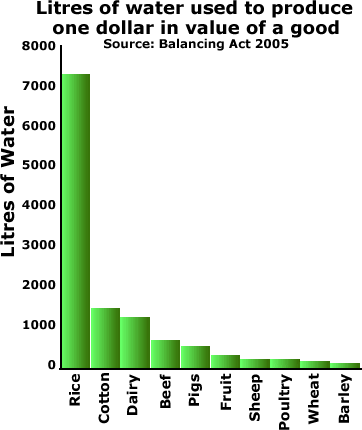 Litres of water used to produce
one dollar in value of a good
Source: Balancing Act 2005
Litres of Water
8000
7000
6000
5000
4000
3000
2000
1000
0
Rice
Cotton
Dairy
Beef
Pigs
Fruit
Sheep
Poultry
Wheat
Barley